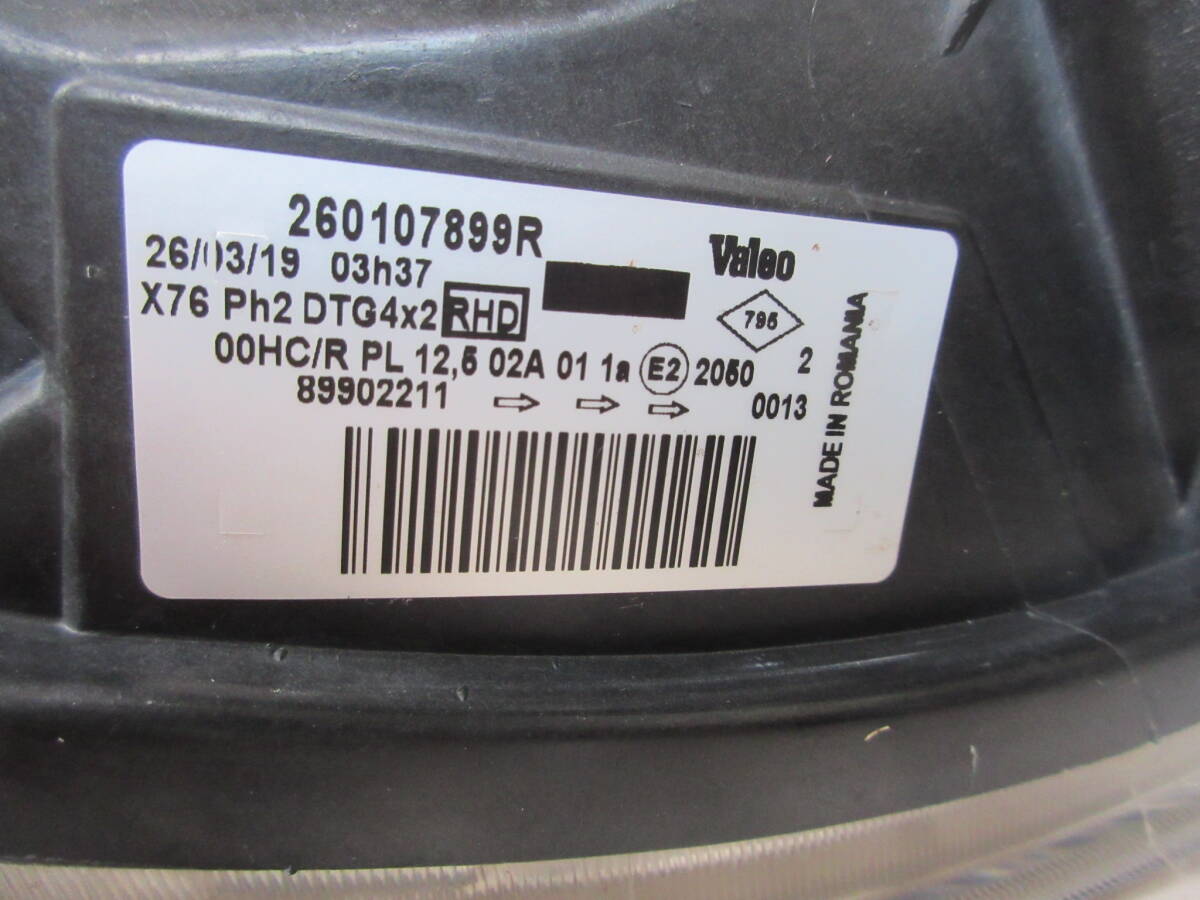 260107899R
26/03/19 03h37
Valeo
X76 Ph2 DTG4x2 RHD
795
00HC/R PL 12,5 02A 01 1a E2 2050 2
89902211 ⇨ ⇨ ⇨ 0013
MADE IN ROMANIA